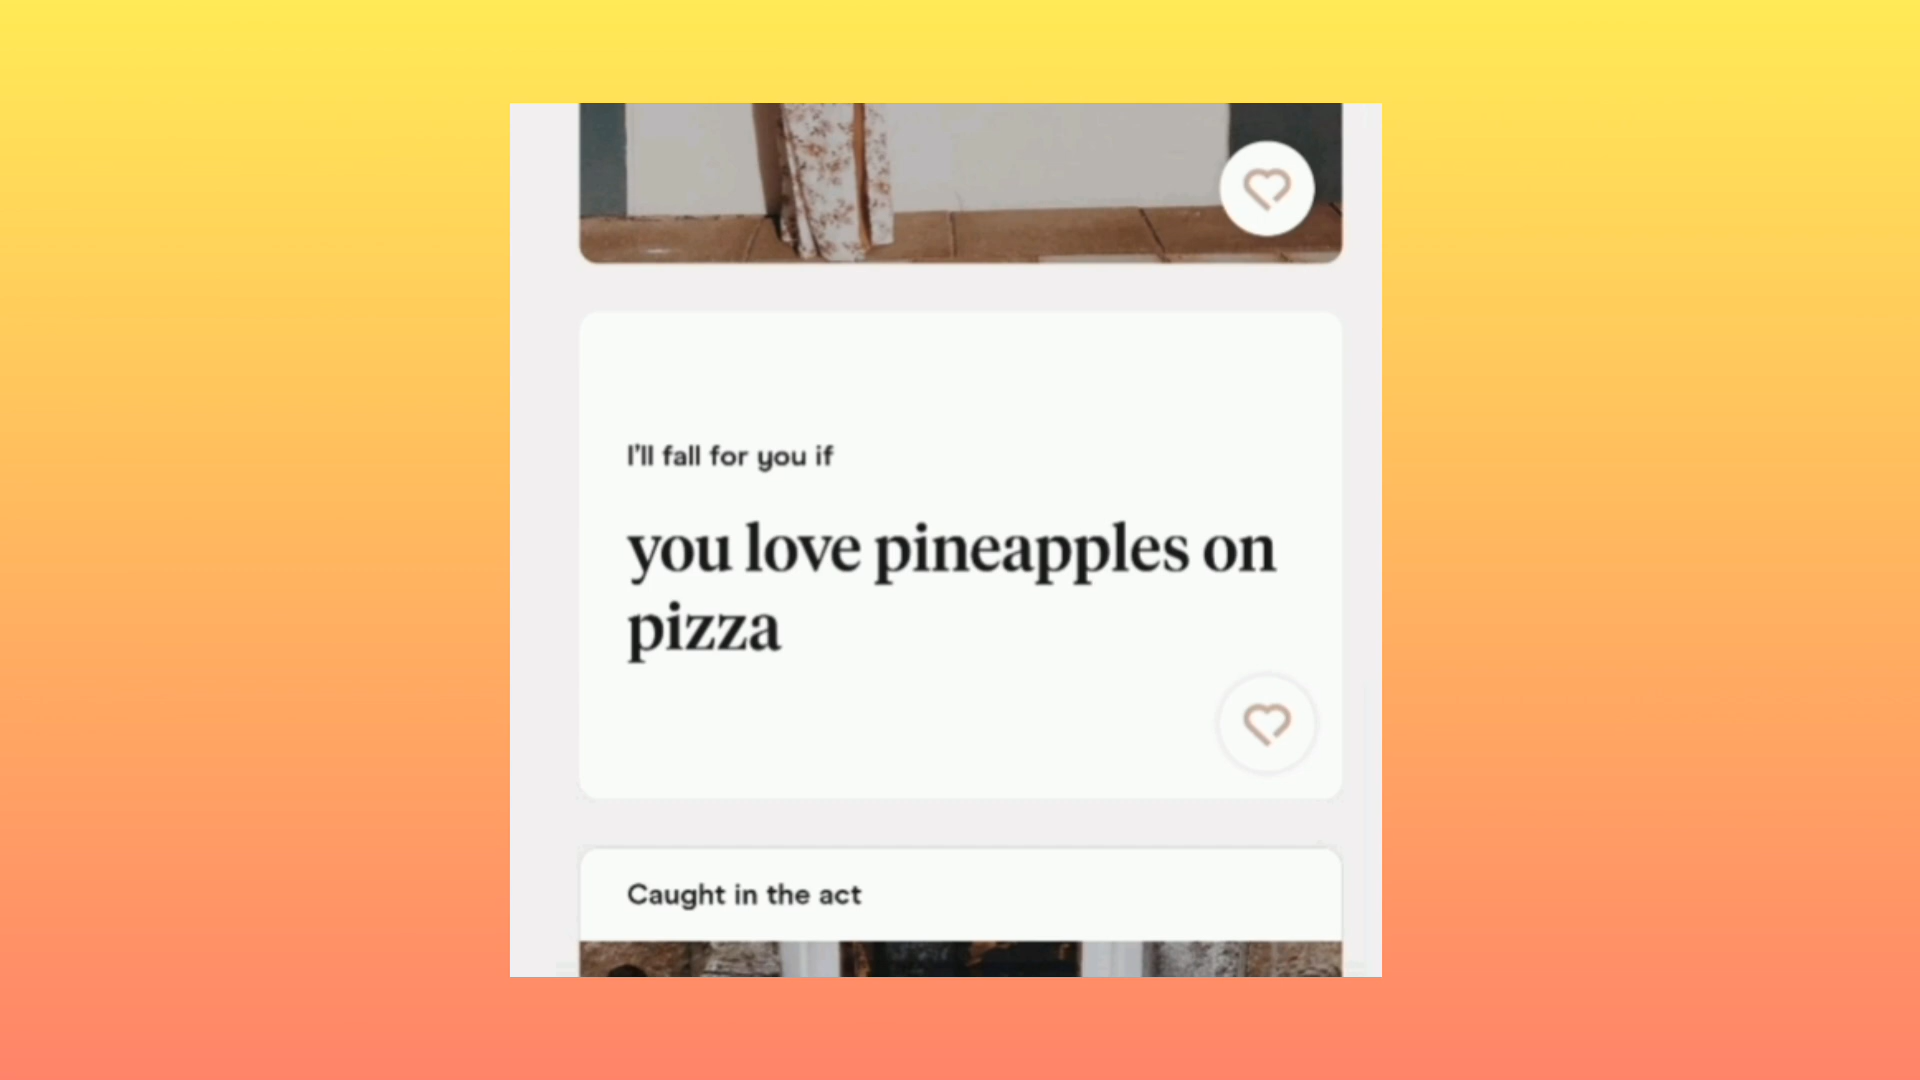 I'll fall for you if
you love pineapples on
pizza
Caught in the act